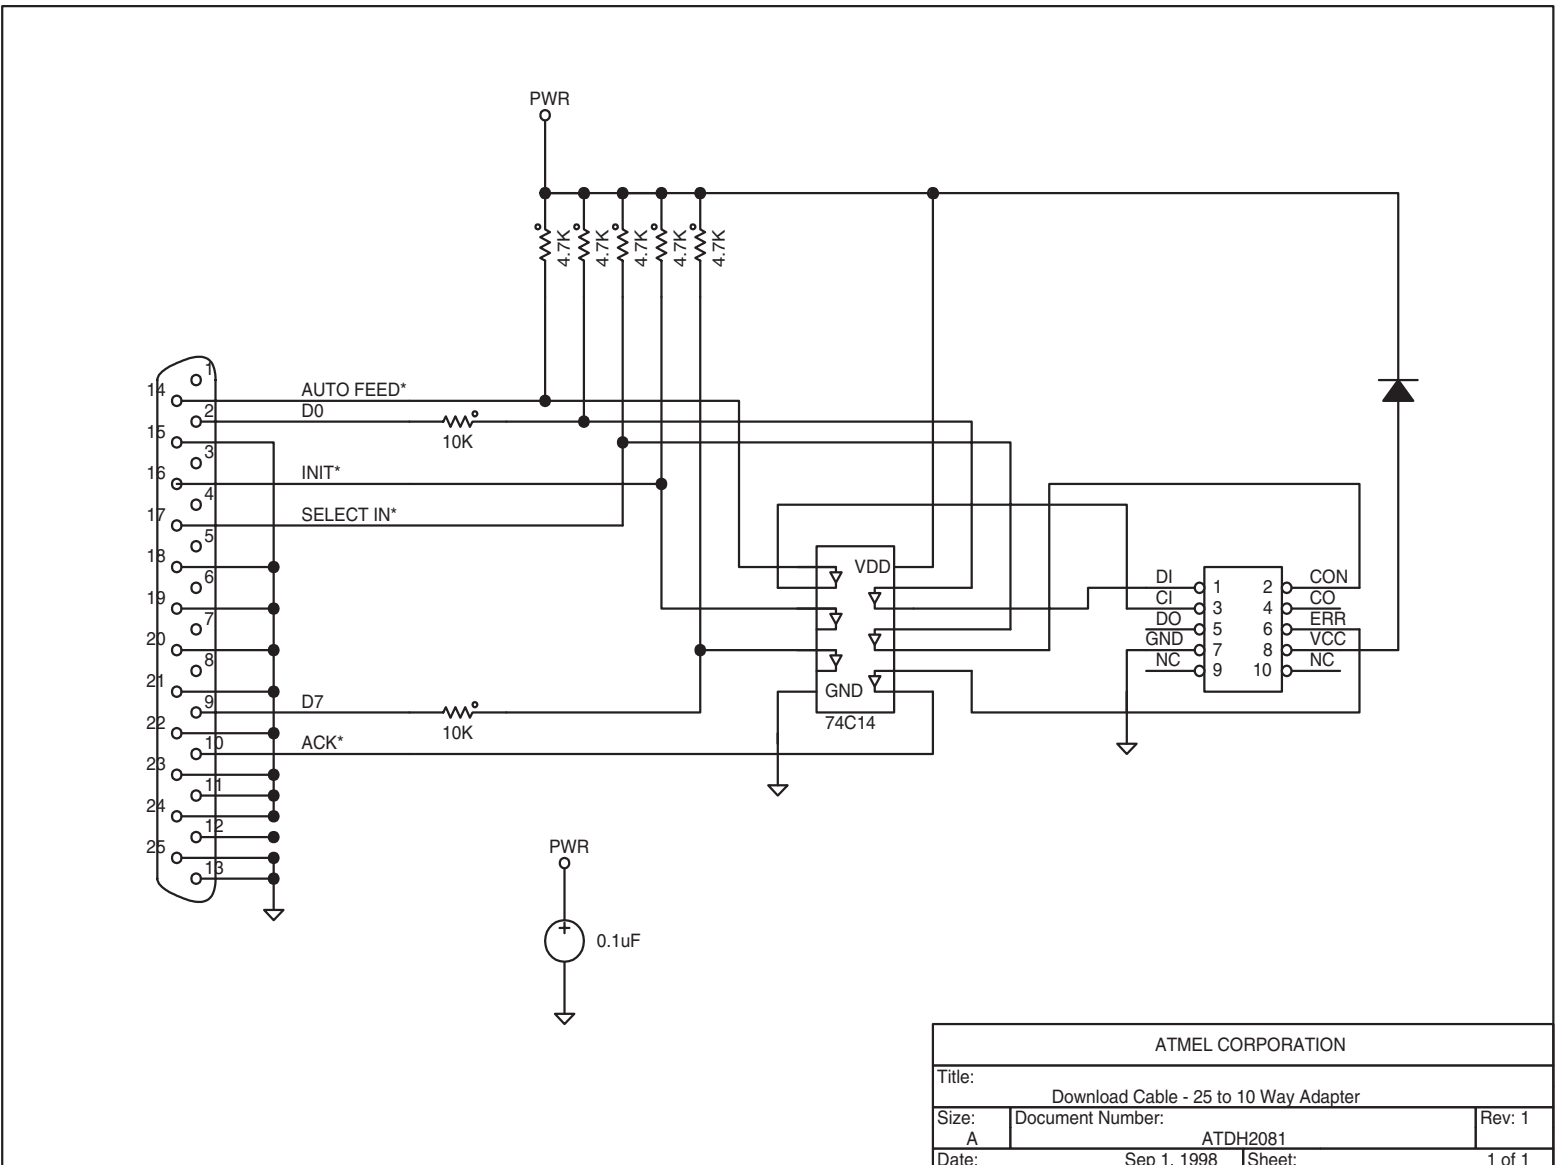 PWR
4.7K 4.7K 4.7K 4.7K 4.7K
1
14 AUTO FEED*
2 D0
15 10K
3
16 INIT*
4
17 SELECT IN*
5
18
6
19
7
20
8
21
9 D7
22 10K
10 ACK*
23
11
24
12
25
13
VDD
GND
74C14
DI 1 2 CON
CI 3 4 CO
DO 5 6 ERR
GND 7 8 VCC
NC 9 10 NC
PWR
+ 0.1uF
ATMEL CORPORATION
Title:
Download Cable - 25 to 10 Way Adapter
Size: Document Number: Rev: 1
A ATDH2081
Date: Sep 1, 1998 Sheet: 1 of 1